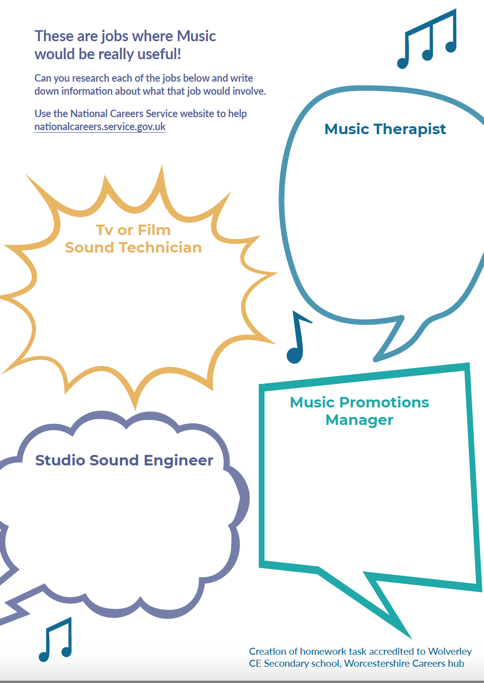 These are jobs where Music
would be really useful!
Can you research each of the jobs below and write
down information about what that job would involve.
Use the National Careers Service website to help
nationalcareers.service.gov.uk
Music Therapist
Tv or Film
Sound Technician
Music Promotions
Manager
Studio Sound Engineer
Creation of homework task accredited to Wolverley
CE Secondary school, Worcestershire Careers hub